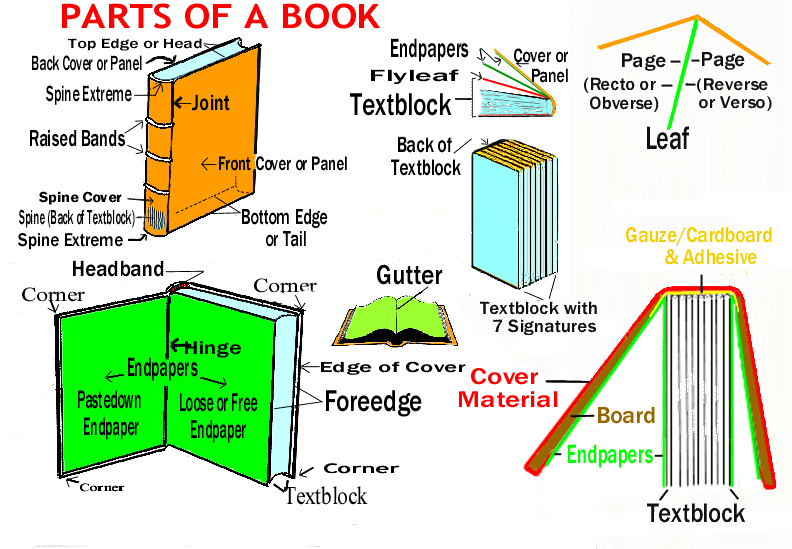 PARTS OF A BOOK
Top Edge or Head
Back Cover or Panel
Spine Extreme
Joint
Raised Bands
Front Cover or Panel
Spine Cover
Spine (Back of Textblock)
Spine Extreme
Bottom Edge
or Tail
Endpapers
Cover or
Panel
Flyleaf
Textblock
Page
Page
(Recto or
Obverse)
(Reverse
or Verso)
Leaf
Back of
Textblock
Textblock with
7 Signatures
Headband
Corner
Corner
Hinge
Endpapers
Pastedown
Endpaper
Loose or Free
Endpaper
Edge of Cover
Foreedge
Corner
Corner
Textblock
Gutter
Gauze/Cardboard
& Adhesive
Cover
Material
Board
Endpapers
Textblock